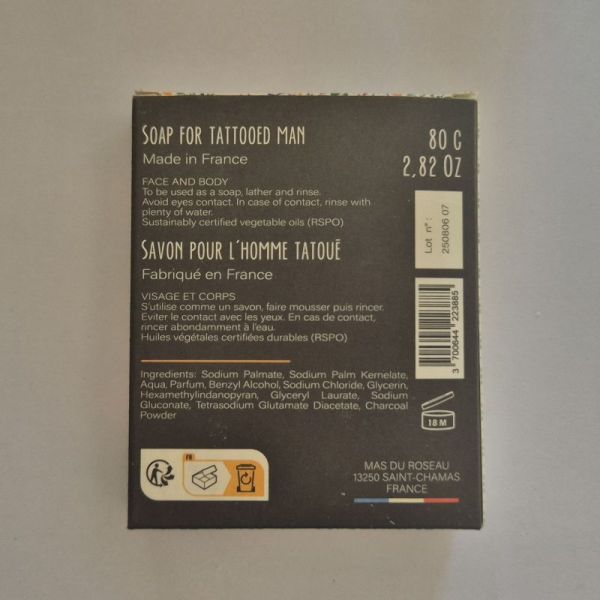 SOAP FOR TATTOOED MAN
Made in France
80 G
2,82 OZ
FACE AND BODY
To be used as a soap, lather and rinse.
Avoid eyes contact. In case of contact, rinse with
plenty of water.
Sustainably certified vegetable oils (RSPO)
Lot n° :
250806 07
SAVON POUR L'HOMME TATOUÉ
Fabriqué en France
VISAGE ET CORPS
S'utilise comme un savon, faire mousser puis rincer.
Eviter le contact avec les yeux. En cas de contact,
rincer abondamment à l'eau.
Huiles végétales certifiées durables (RSPO)
3 700644 223885
Ingredients: Sodium Palmate, Sodium Palm Kernelate,
Aqua, Parfum, Benzyl Alcohol, Sodium Chloride, Glycerin,
Hexamethylindanopyran, Glyceryl Laurate, Sodium
Gluconate, Tetrasodium Glutamate Diacetate, Charcoal
Powder
18 M
FR
MAS DU ROSEAU
13250 SAINT-CHAMAS
FRANCE